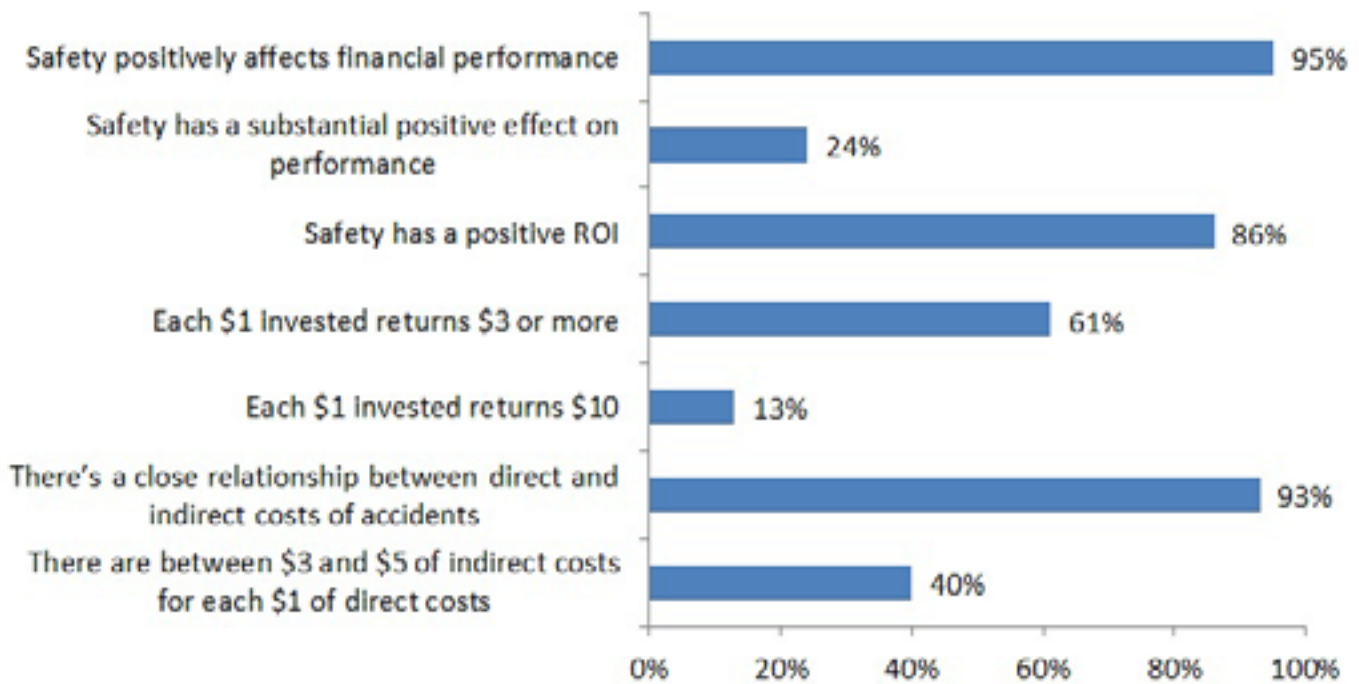 Safety positively affects financial performance
95%
Safety has a substantial positive effect on
performance
24%
Safety has a positive ROI
86%
Each $1 invested returns $3 or more
61%
Each $1 invested returns $10
13%
There's a close relationship between direct and
indirect costs of accidents
93%
There are between $3 and $5 of indirect costs
for each $1 of direct costs
40%
0% 20% 40% 60% 80% 100%